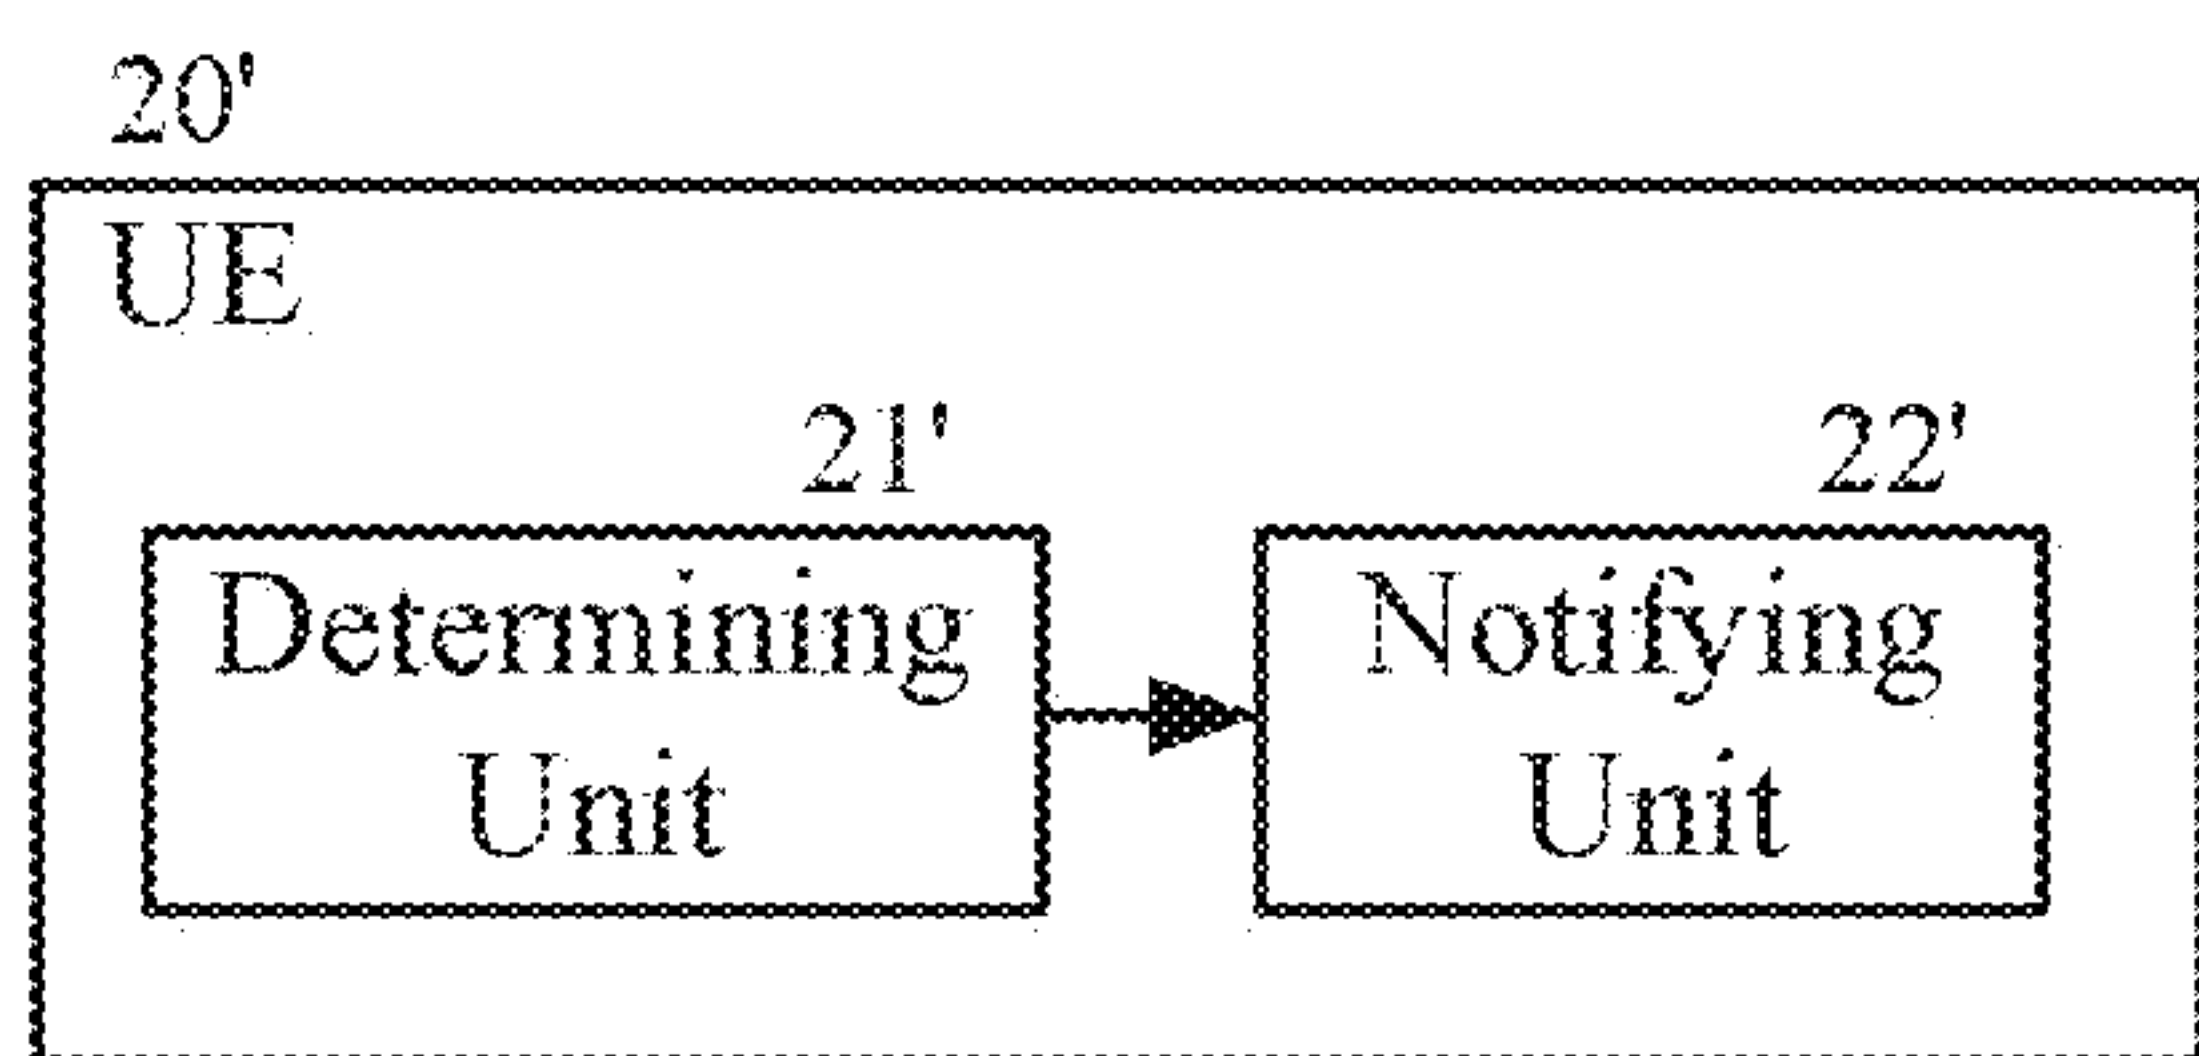 20'
UE
21'
22'
Determining
Unit
Notifying
Unit